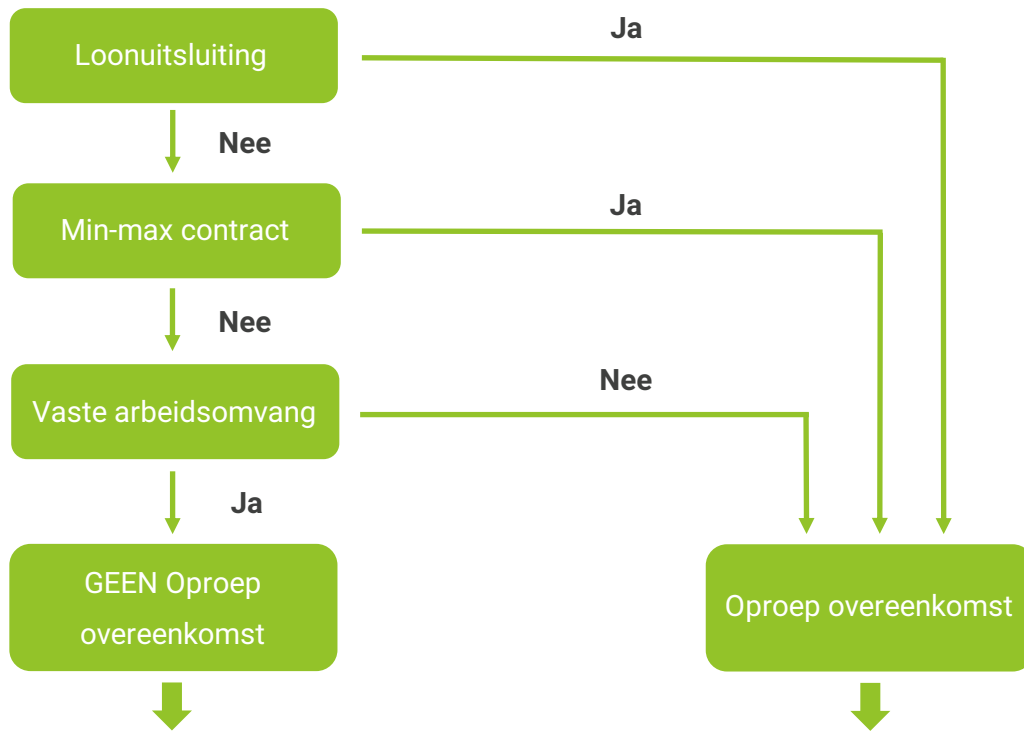 Ja
Loonuitsluiting
Nee
Ja
Min-max contract
Nee
Nee
Vaste arbeidsomvang
Ja
GEEN Oproep
overeenkomst
Oproep overeenkomst